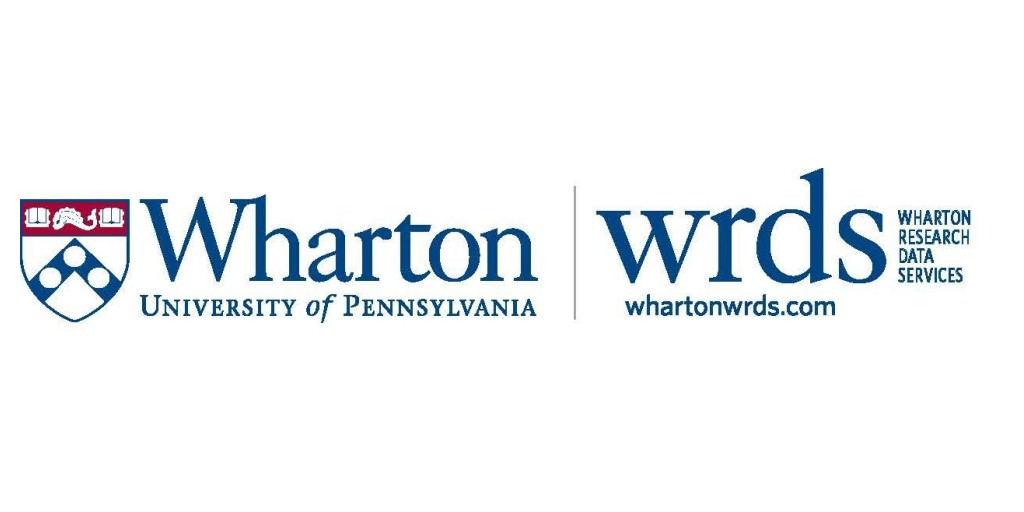 Wharton
UNIVERSITY of PENNSYLVANIA
wrds
WHARTON
RESEARCH
DATA
SERVICES
whartonwrds.com